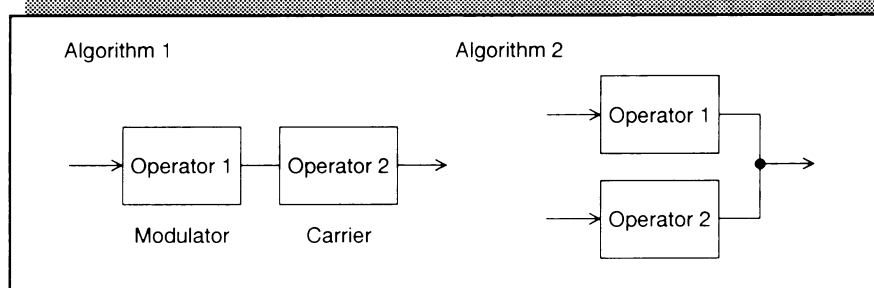 Algorithm 1
Operator 1
Operator 2
Modulator
Carrier
Algorithm 2
Operator 1
Operator 2